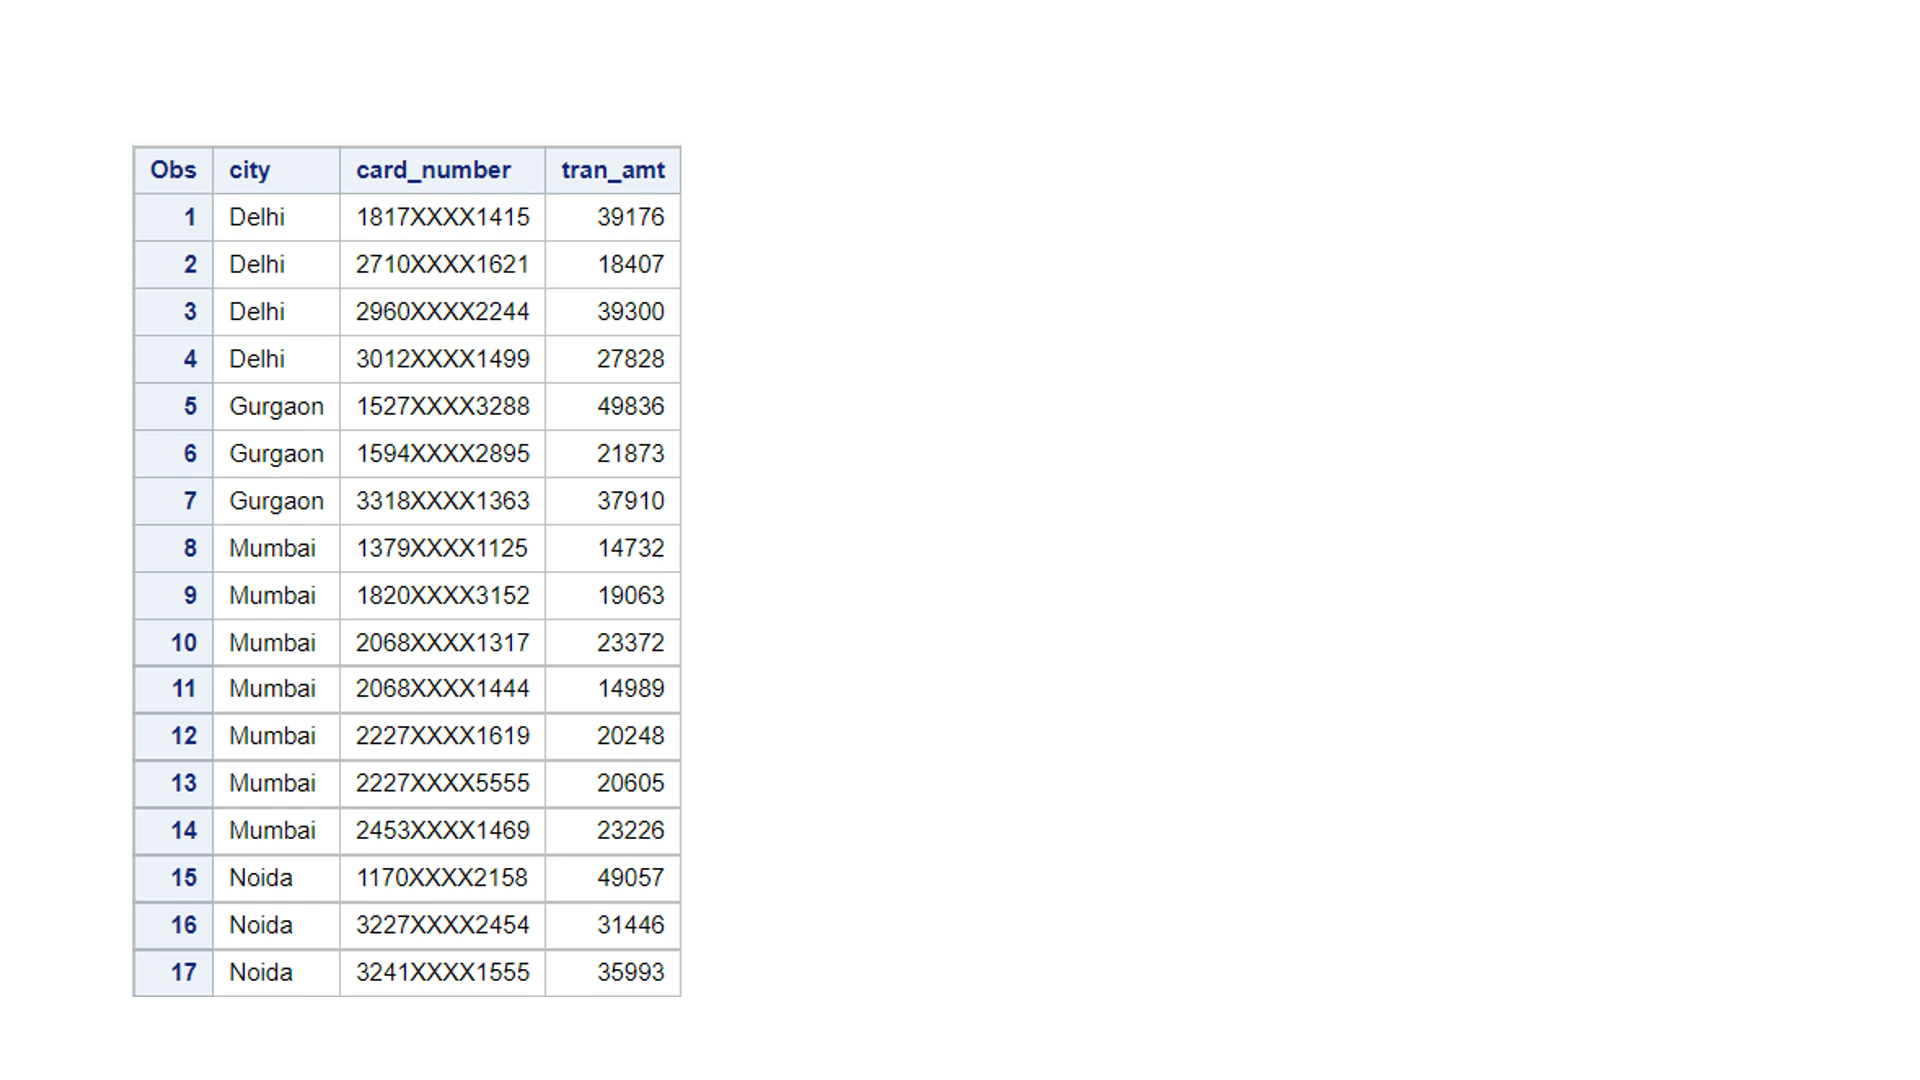 Obs city card_number tran_amt
1 Delhi 1817XXXX1415 39176
2 Delhi 2710XXXX1621 18407
3 Delhi 2960XXXX2244 39300
4 Delhi 3012XXXX1499 27828
5 Gurgaon 1527XXXX3288 49836
6 Gurgaon 1594XXXX2895 21873
7 Gurgaon 3318XXXX1363 37910
8 Mumbai 1379XXXX1125 14732
9 Mumbai 1820XXXX3152 19063
10 Mumbai 2068XXXX1317 23372
11 Mumbai 2068XXXX1444 14989
12 Mumbai 2227XXXX1619 20248
13 Mumbai 2227XXXX5555 20605
14 Mumbai 2453XXXX1469 23226
15 Noida 1170XXXX2158 49057
16 Noida 3227XXXX2454 31446
17 Noida 3241XXXX1555 35993